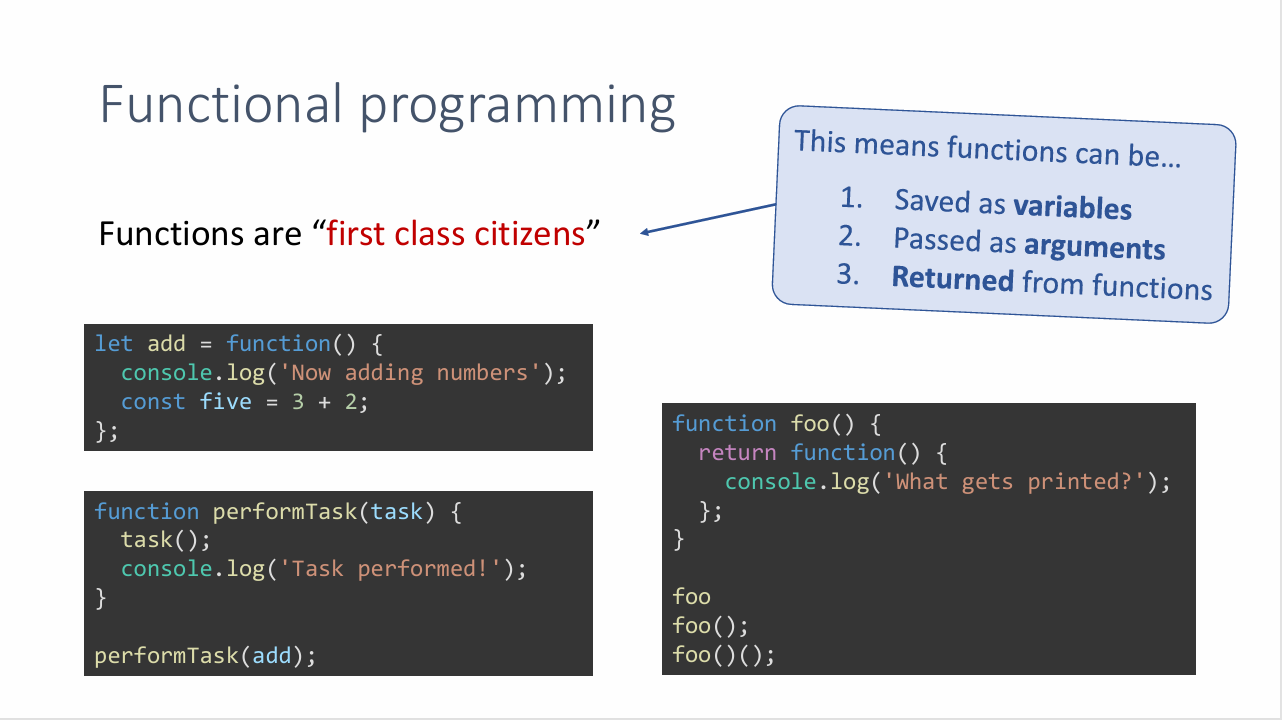 Functional programming
Functions are “first class citizens”
This means functions can be…
1. Saved as variables
2. Passed as arguments
3. Returned from functions
let add = function() {
  console.log('Now adding numbers');
  const five = 3 + 2;
};
function performTask(task) {
  task();
  console.log('Task performed!');
}

performTask(add);
function foo() {
  return function() {
    console.log('What gets printed?');
  };
}

foo
foo();
foo()();